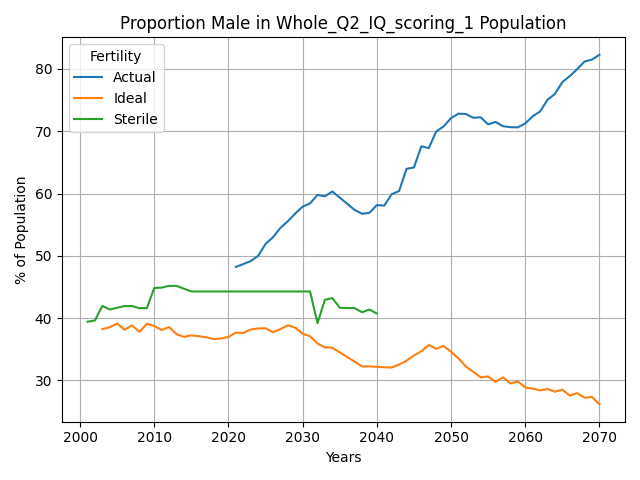 Proportion Male in Whole_Q2_IQ_scoring_1 Population
Fertility
Actual
Ideal
Sterile
% of Population
80
70
60
50
40
30
2000
2010
2020
2030
2040
2050
2060
2070
Years